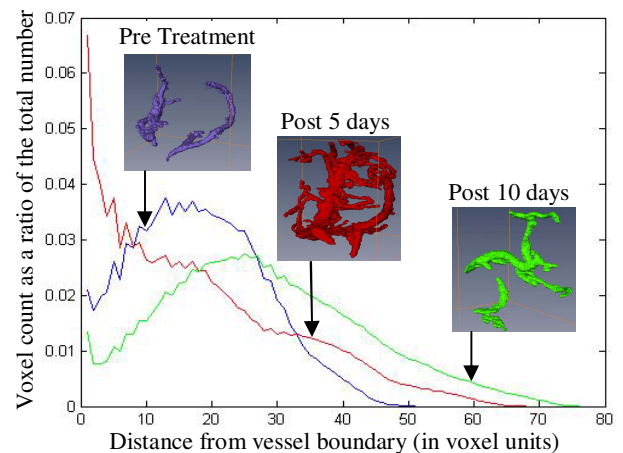 0.07
0.06
0.05
0.04
0.03
0.02
0.01
0
Voxel count as a ratio of the total number
Pre Treatment
Post 5 days
Post 10 days
0 10 20 30 40 50 60 70 80
Distance from vessel boundary (in voxel units)